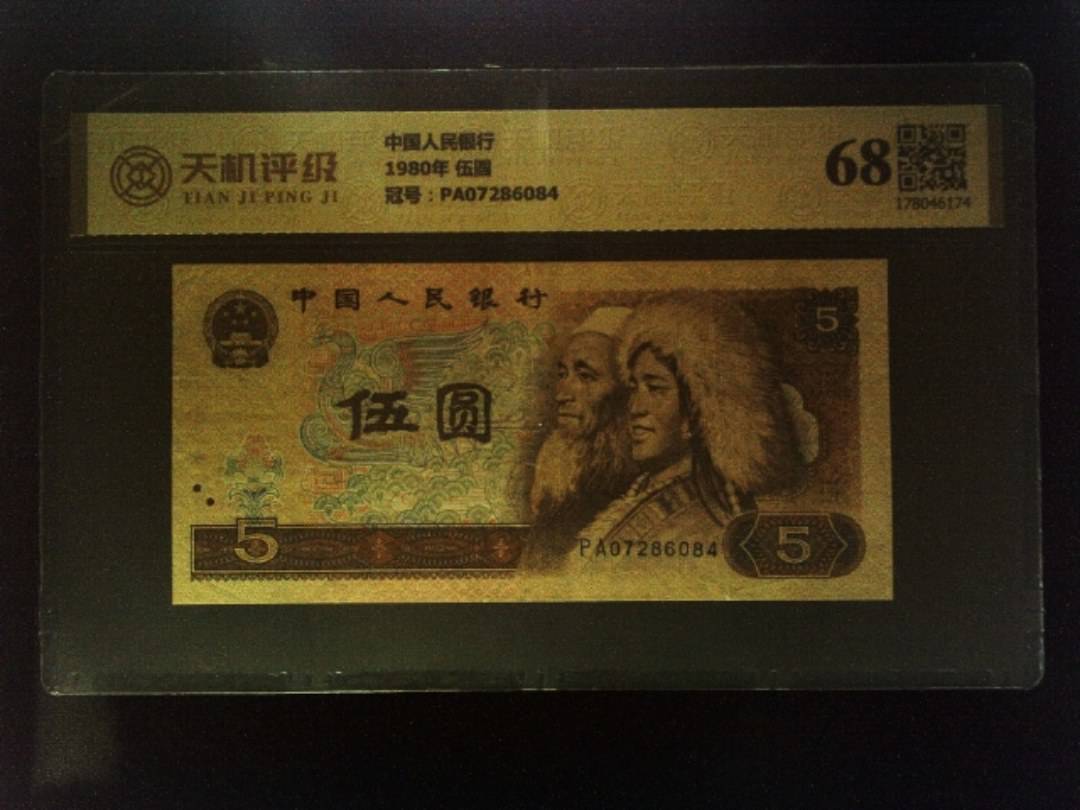 天机评级
TIAN JI PING JI
中国人民银行
1980年 伍圆
冠号：PA07286084
68
178046174
中国人民银行
5
伍圆
5
PA07286084
5